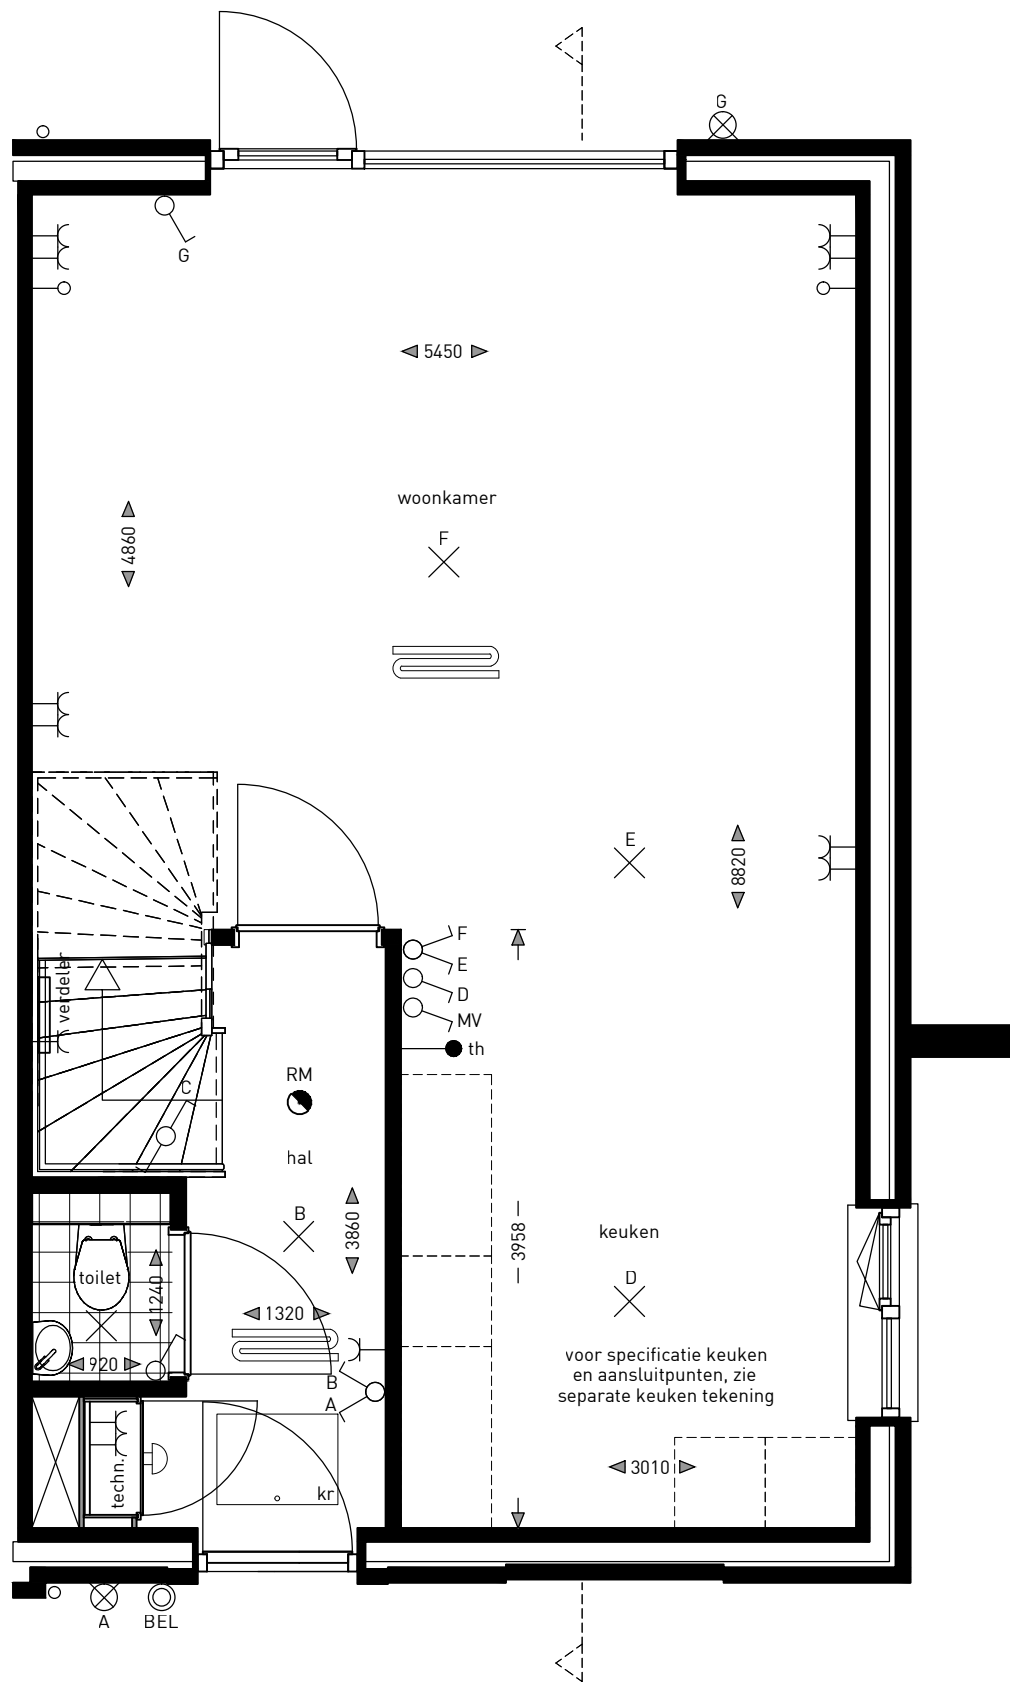 G
G
5450
woonkamer
4860
F
E
8820
F
E
D
MV
th
verdeler
C
RM
hal
B
3860
3958
keuken
D
toilet
1240
1320
920
B
A
voor specificatie keuken
en aansluitpunten, zie
separate keuken tekening
3010
techn.
kr
A
BEL